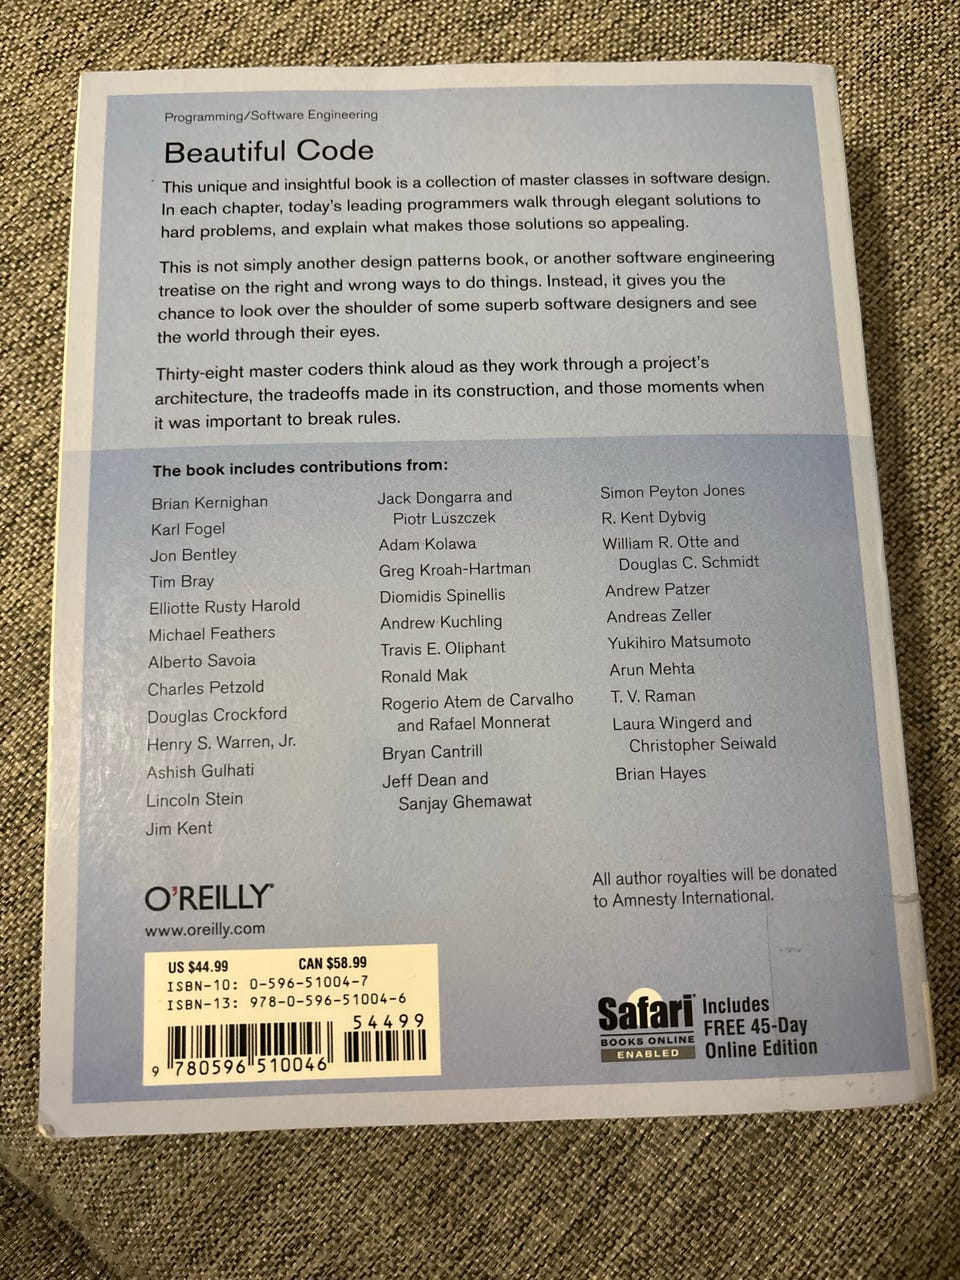 Programming/Software Engineering
Beautiful Code
This unique and insightful book is a collection of master classes in software design.
In each chapter, today's leading programmers walk through elegant solutions to
hard problems, and explain what makes those solutions so appealing.
This is not simply another design patterns book, or another software engineering
treatise on the right and wrong ways to do things. Instead, it gives you the
chance to look over the shoulder of some superb software designers and see
the world through their eyes.
Thirty-eight master coders think aloud as they work through a project's
architecture, the tradeoffs made in its construction, and those moments when
it was important to break rules.
The book includes contributions from:
Brian Kernighan
Karl Fogel
Jon Bentley
Tim Bray
Elliotte Rusty Harold
Michael Feathers
Alberto Savoia
Charles Petzold
Douglas Crockford
Henry S. Warren, Jr.
Ashish Gulhati
Lincoln Stein
Jim Kent
Jack Dongarra and
Piotr Luszczek
Adam Kolawa
Greg Kroah-Hartman
Diomidis Spinellis
Andrew Kuchling
Travis E. Oliphant
Ronald Mak
Rogerio Atem de Carvalho
and Rafael Monnerat
Bryan Cantrill
Jeff Dean and
Sanjay Ghemawat
Simon Peyton Jones
R. Kent Dybvig
William R. Otte and
Douglas C. Schmidt
Andrew Patzer
Andreas Zeller
Yukihiro Matsumoto
Arun Mehta
T. V. Raman
Laura Wingerd and
Christopher Seiwald
Brian Hayes
O'REILLY®
www.oreilly.com
All author royalties will be donated
to Amnesty International.
US $44.99 CAN $58.99
ISBN-10: 0-596-51004-7
ISBN-13: 978-0-596-51004-6
54499
9 780596 510046
Safari
BOOKS ONLINE
ENABLED
Includes
FREE 45-Day
Online Edition